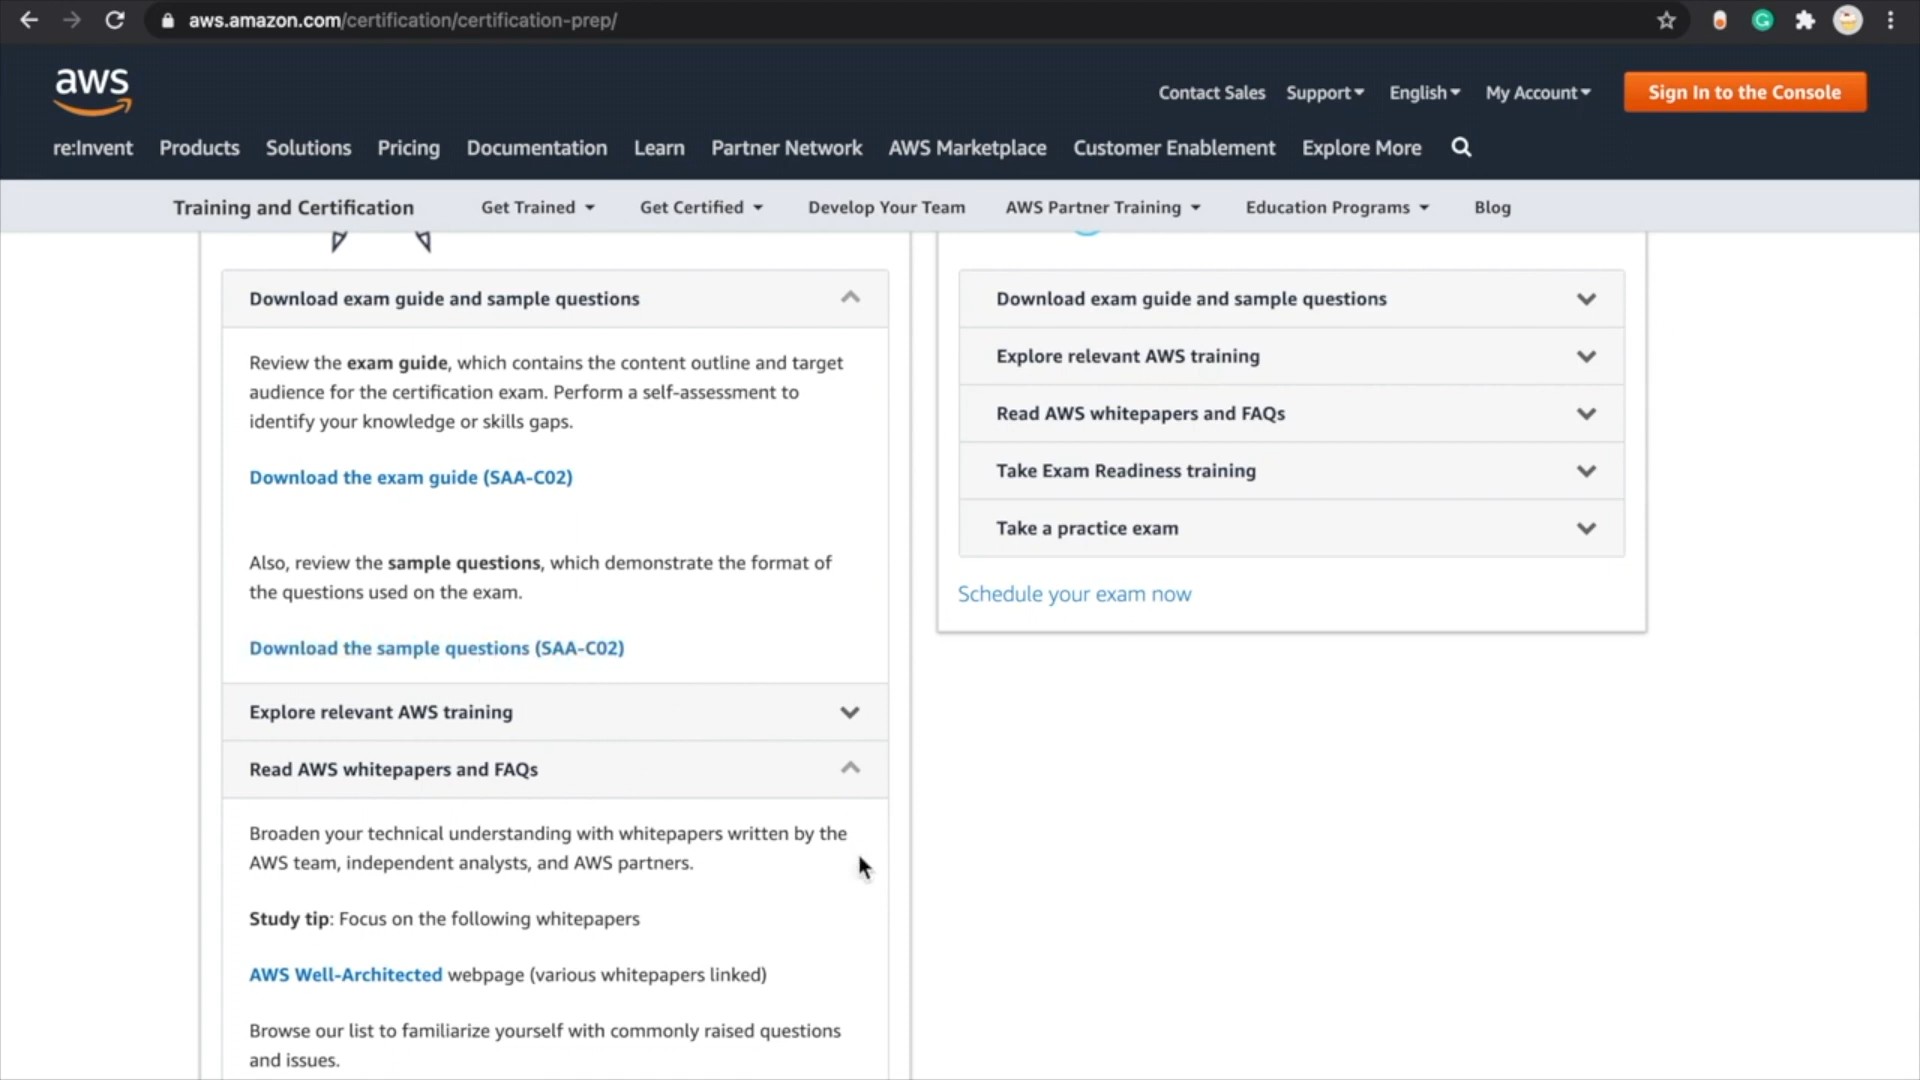 aws.amazon.com/certification/certification-prep/
aws
Contact Sales Support English My Account Sign In to the Console
re:Invent Products Solutions Pricing Documentation Learn Partner Network AWS Marketplace Customer Enablement Explore More
Training and Certification Get Trained Get Certified Develop Your Team AWS Partner Training Education Programs Blog
Download exam guide and sample questions
Review the exam guide, which contains the content outline and target
audience for the certification exam. Perform a self-assessment to
identify your knowledge or skills gaps.
Download the exam guide (SAA-C02)
Also, review the sample questions, which demonstrate the format of
the questions used on the exam.
Download the sample questions (SAA-C02)
Explore relevant AWS training
Read AWS whitepapers and FAQs
Broaden your technical understanding with whitepapers written by the
AWS team, independent analysts, and AWS partners.
Study tip: Focus on the following whitepapers
AWS Well-Architected webpage (various whitepapers linked)
Browse our list to familiarize yourself with commonly raised questions
and issues.
Download exam guide and sample questions
Explore relevant AWS training
Read AWS whitepapers and FAQs
Take Exam Readiness training
Take a practice exam
Schedule your exam now